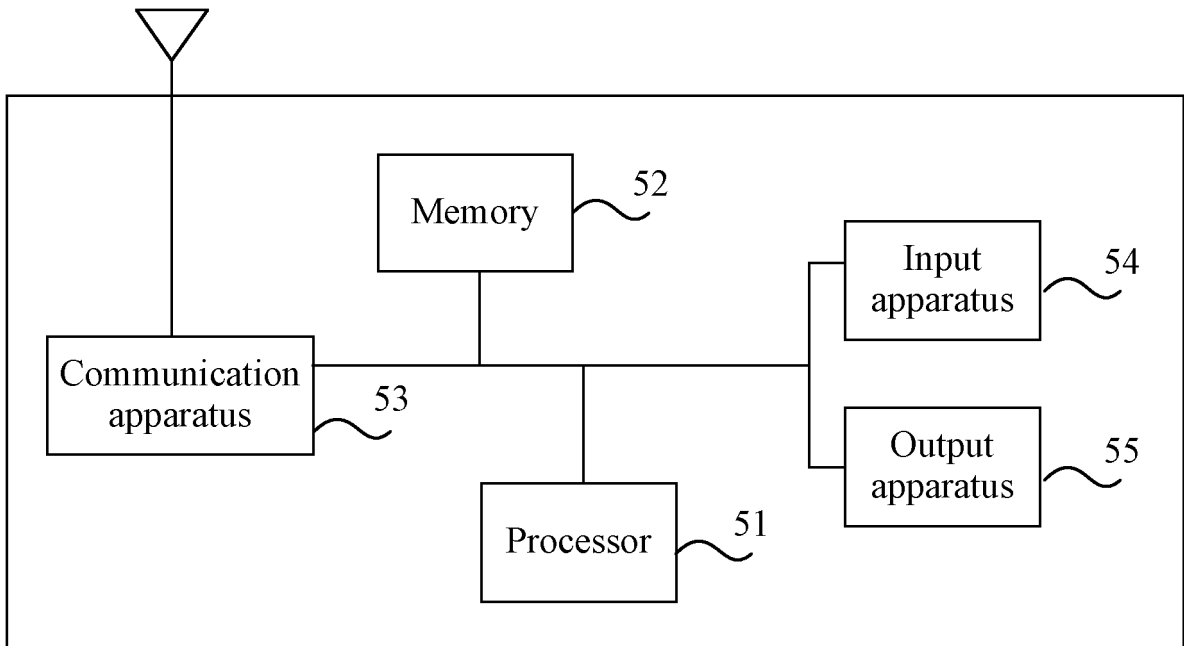 52
Memory
Input
apparatus
54
Communication
apparatus
53
Output
apparatus
55
Processor
51